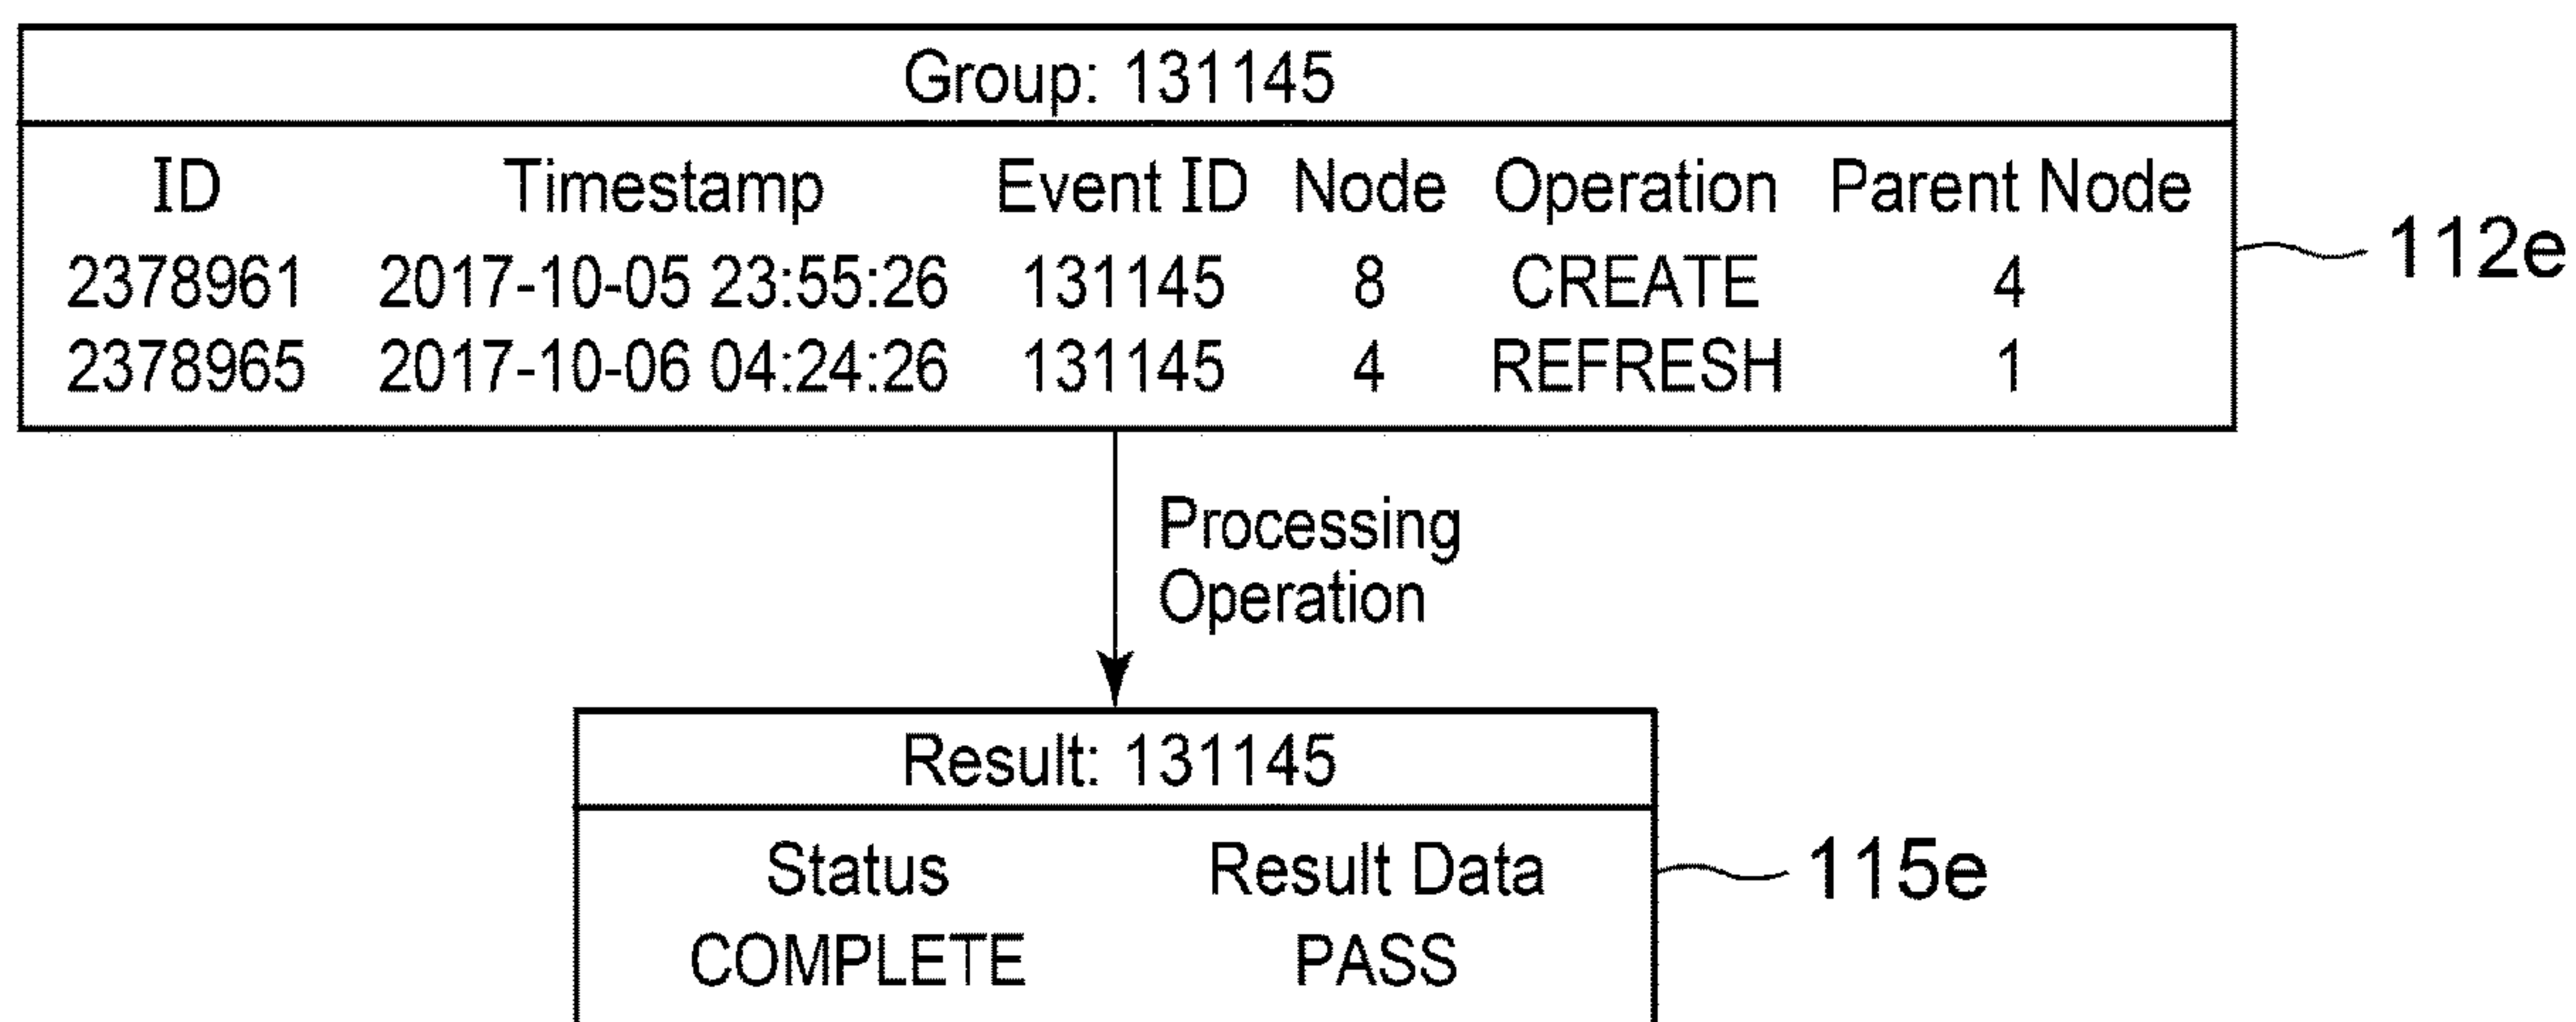 Group: 131145
ID Timestamp Event ID Node Operation Parent Node
2378961 2017-10-05 23:55:26 131145 8 CREATE 4
2378965 2017-10-06 04:24:26 131145 4 REFRESH 1
112e
Processing
Operation
Result: 131145
Status Result Data
COMPLETE PASS
115e